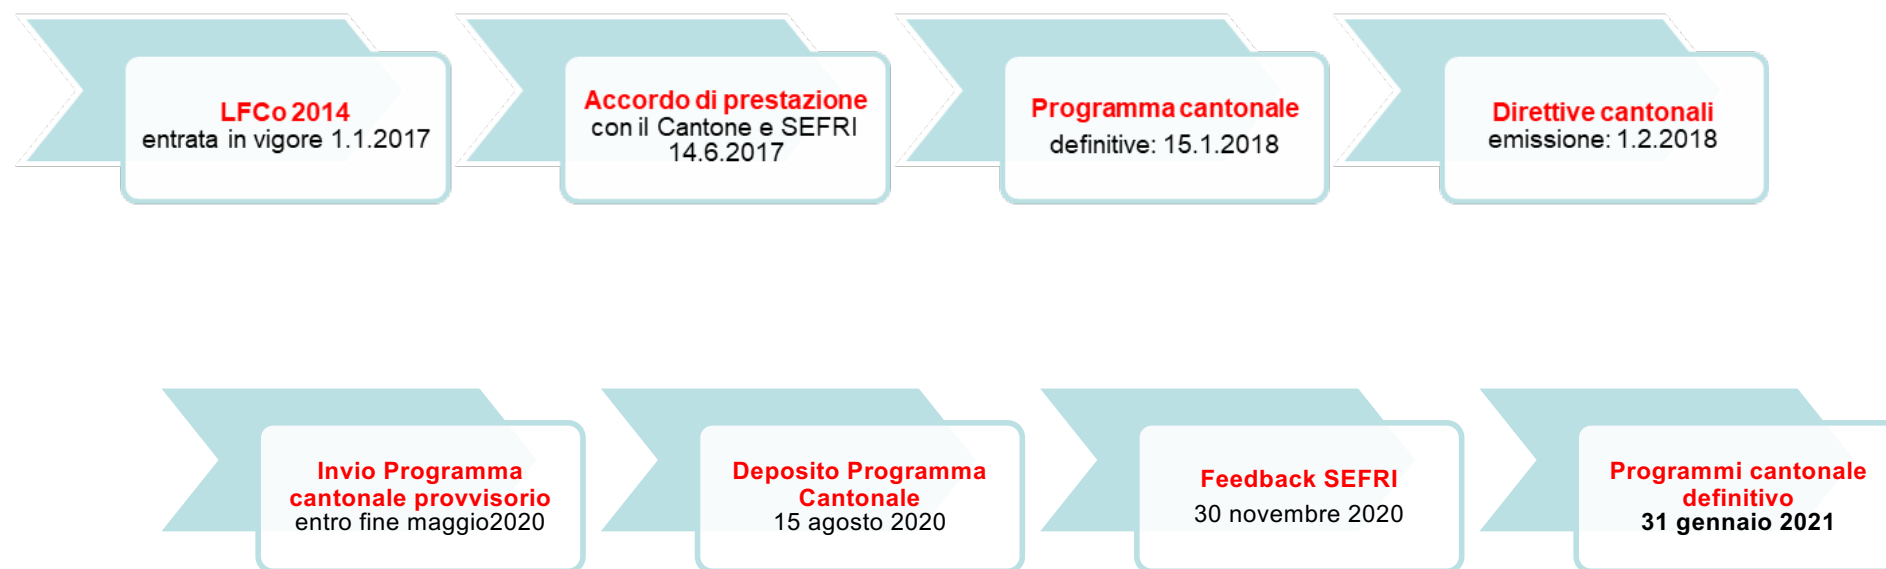 LFCo 2014
entrata in vigore 1.1.2017
Accordo di prestazione
con il Cantone e SEFRI
14.6.2017
Programma cantonale
definitive: 15.1.2018
Direttive cantonali
emissione: 1.2.2018
Invio Programma
cantonale provvisorio
entro fine maggio2020
Deposito Programma
Cantonale
15 agosto 2020
Feedback SEFRI
30 novembre 2020
Programmi cantonale
definitivo
31 gennaio 2021